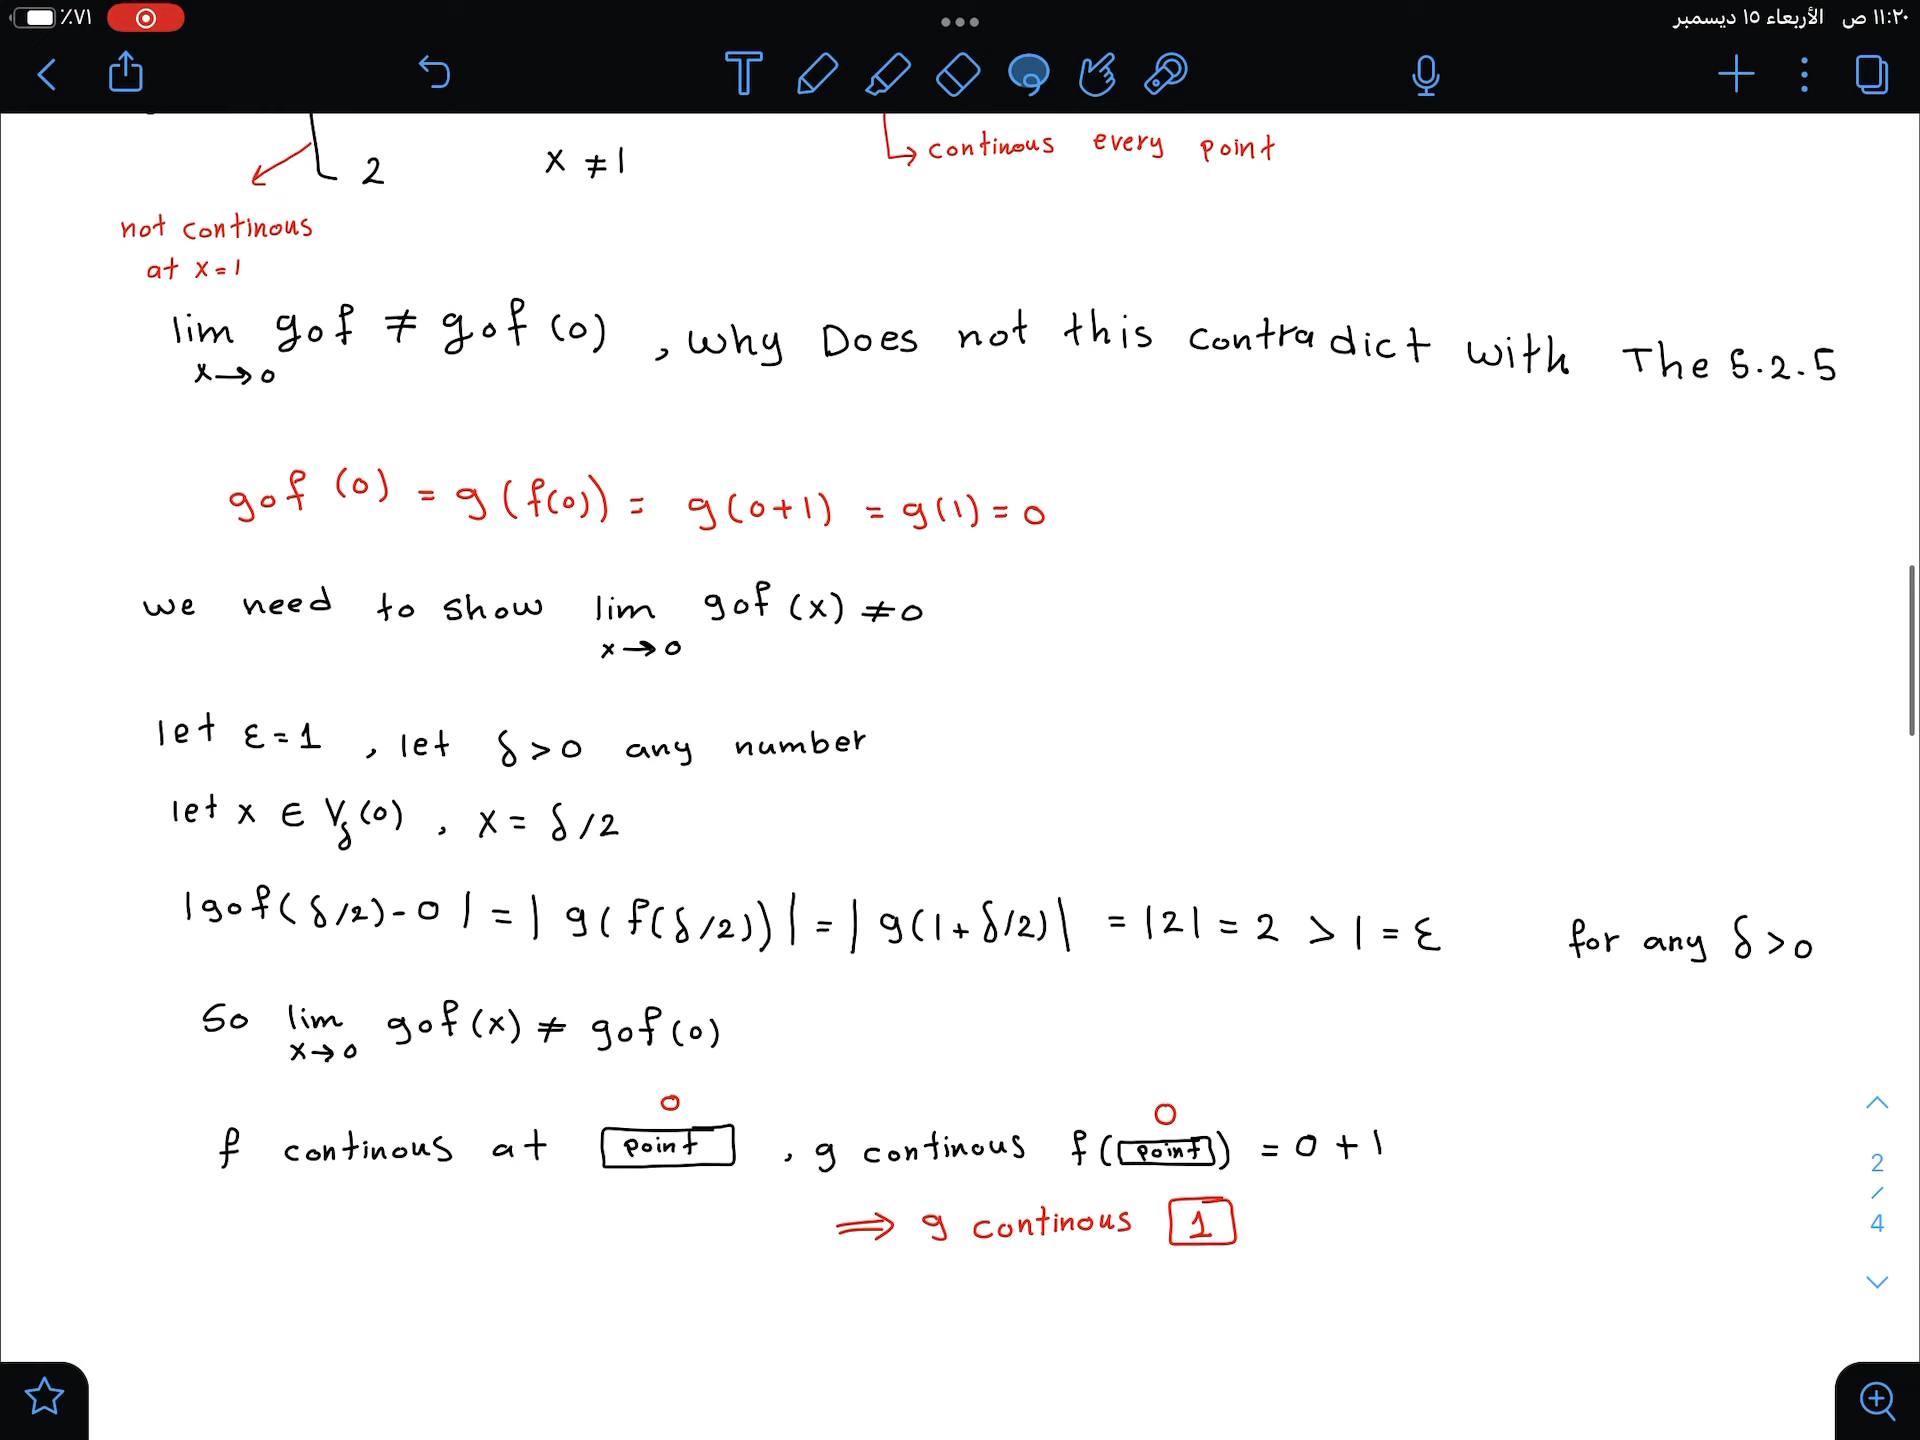 ٪٧١
١١:٢٠ ص الأربعاء ١٥ ديسمبر
T
continous every point
2 x ≠ 1
not continous
at x = 1
lim gof ≠ gof (0) , why Does not this contradict with The 5.2.5
x→0
gof (0) = g (f(0)) = g(0+1) = g(1) = 0
we need to show lim gof (x) ≠ 0
x→0
let ε = 1 , let δ > 0 any number
let x ∈ Vδ(0) , x = δ/2
|gof(δ/2) - 0| = |g(f(δ/2))| = |g(1+δ/2)| = |2| = 2 > 1 = ε for any δ > 0
So lim gof (x) ≠ gof (0)
x→0
0 0
f continous at point , g continous f(point) = 0 + 1
⟹ g continous 1
2
/
4